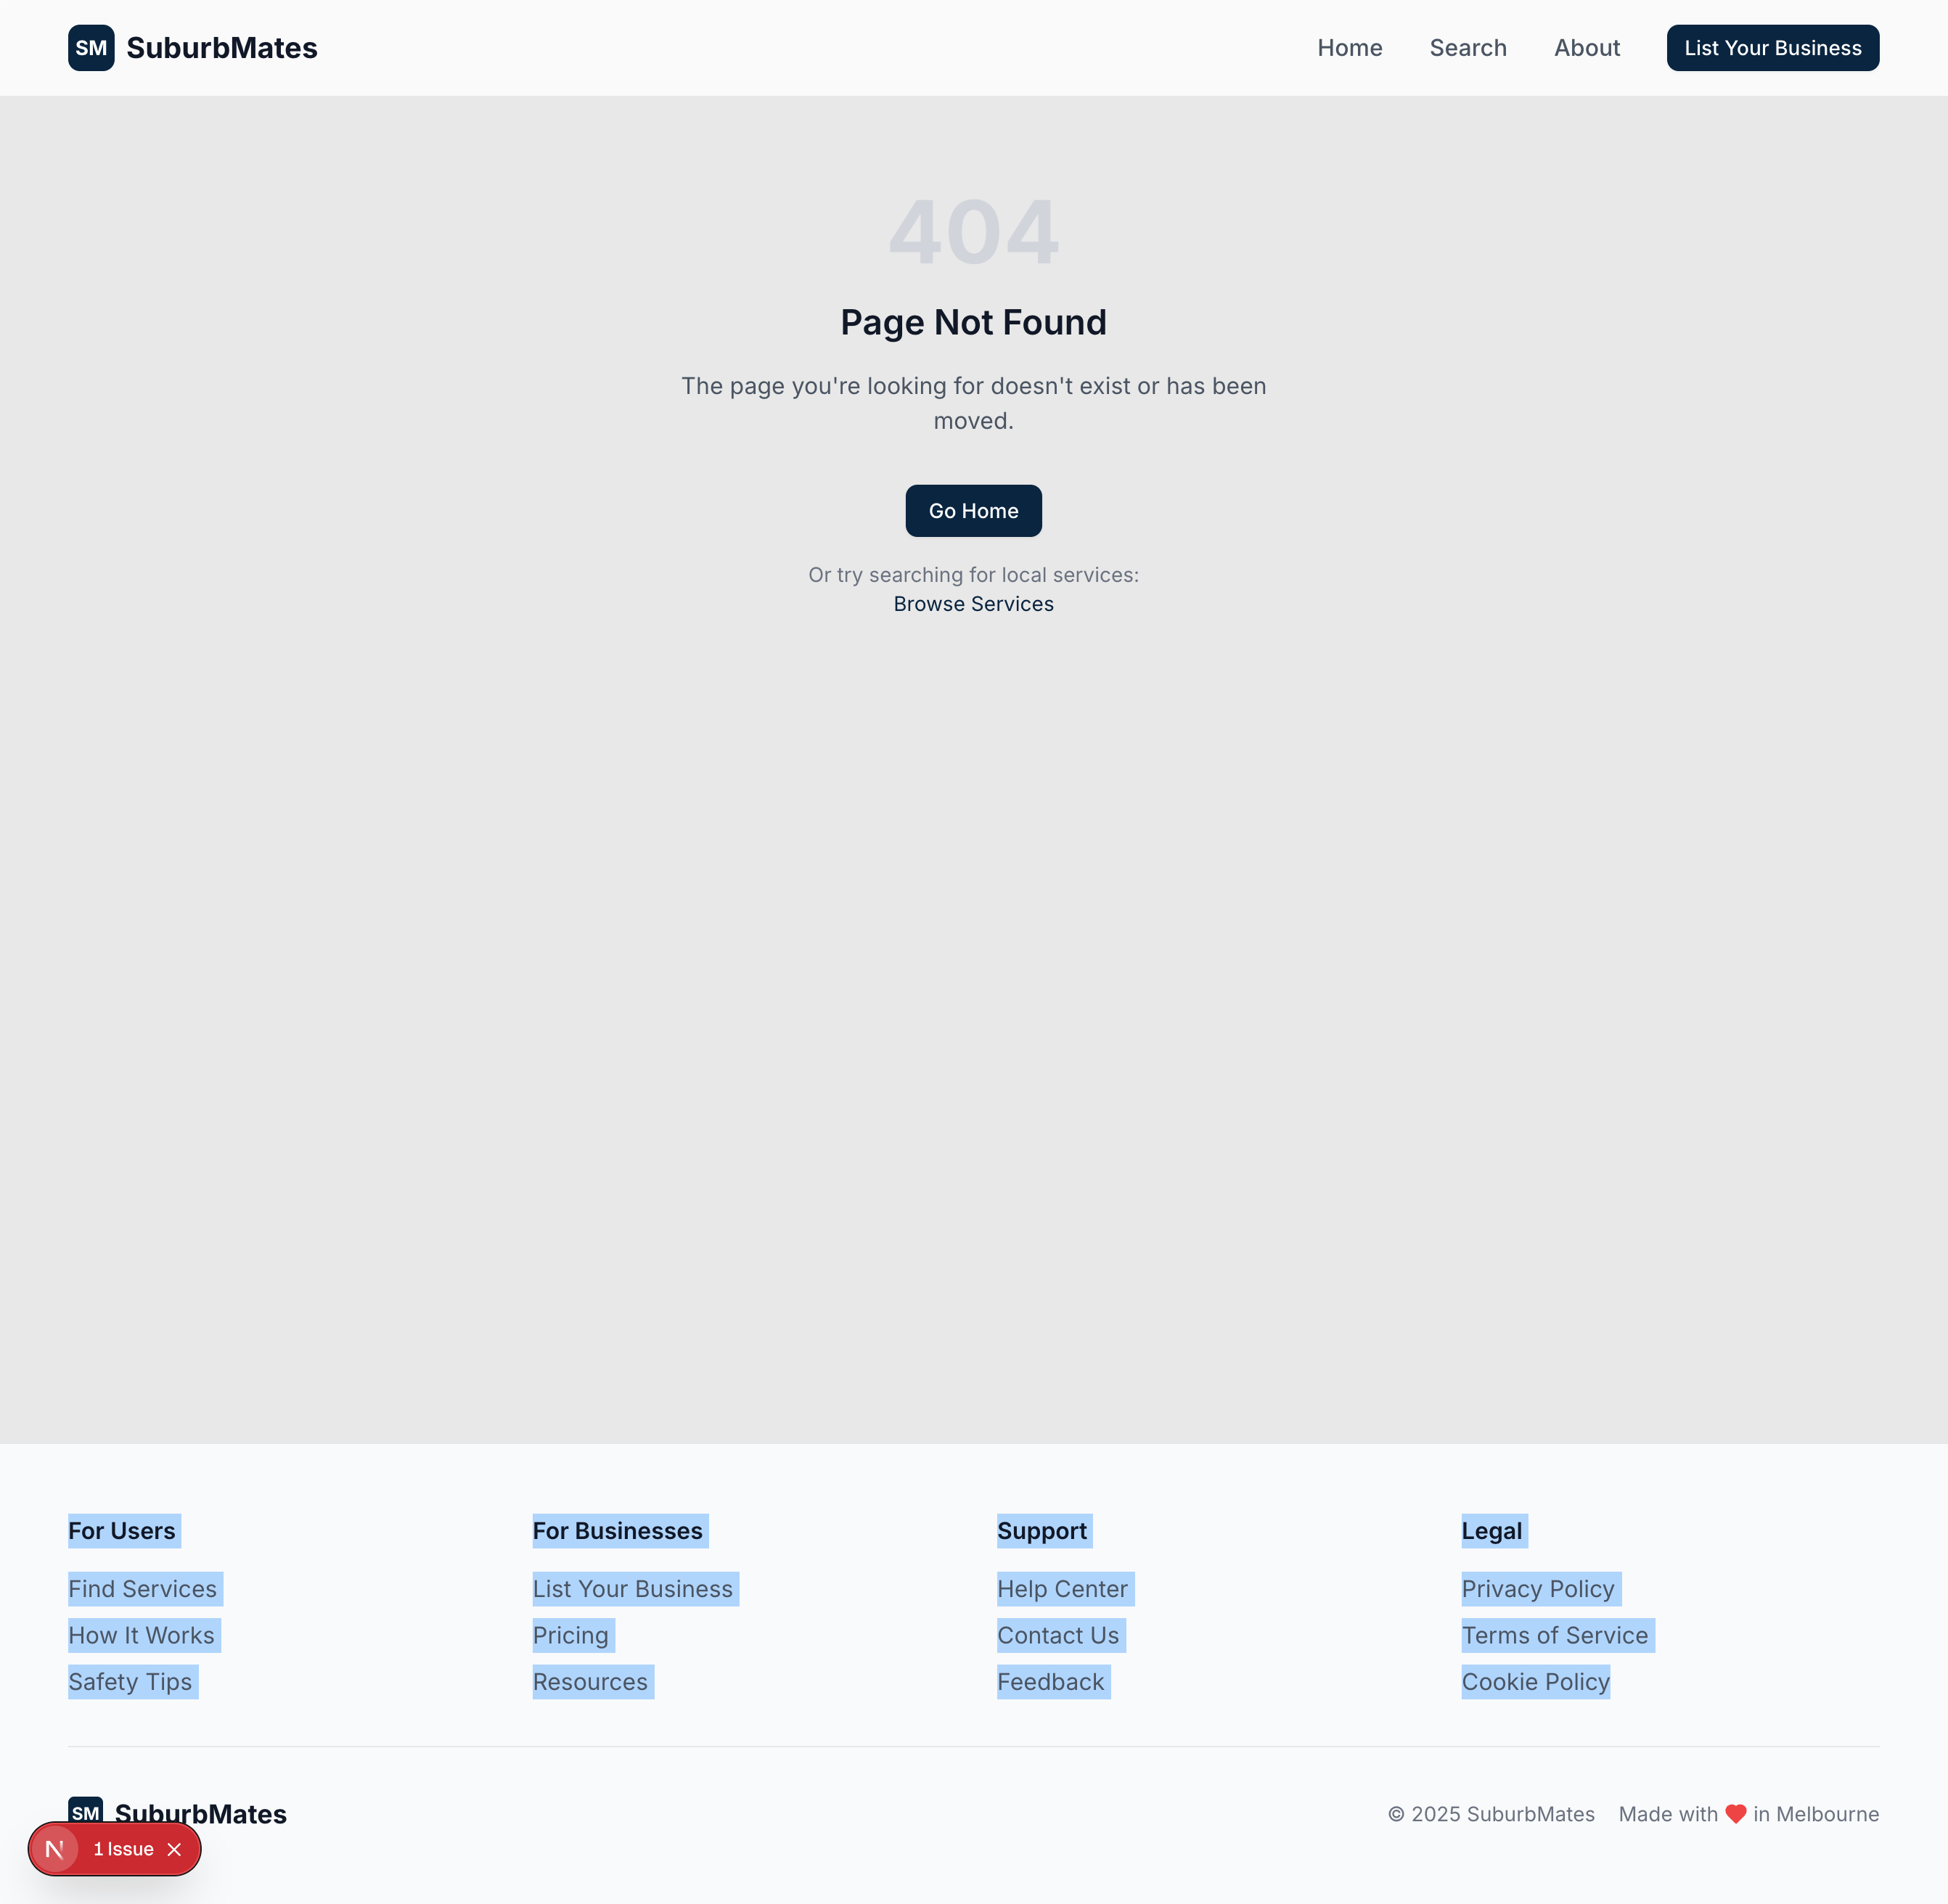 SM SuburbMates
Home Search About List Your Business
404
Page Not Found
The page you're looking for doesn't exist or has been
moved.
Go Home
Or try searching for local services:
Browse Services
For Users
Find Services
How It Works
Safety Tips
For Businesses
List Your Business
Pricing
Resources
Support
Help Center
Contact Us
Feedback
Legal
Privacy Policy
Terms of Service
Cookie Policy
SM SuburbMates
© 2025 SuburbMates Made with ❤️ in Melbourne
N 1 Issue